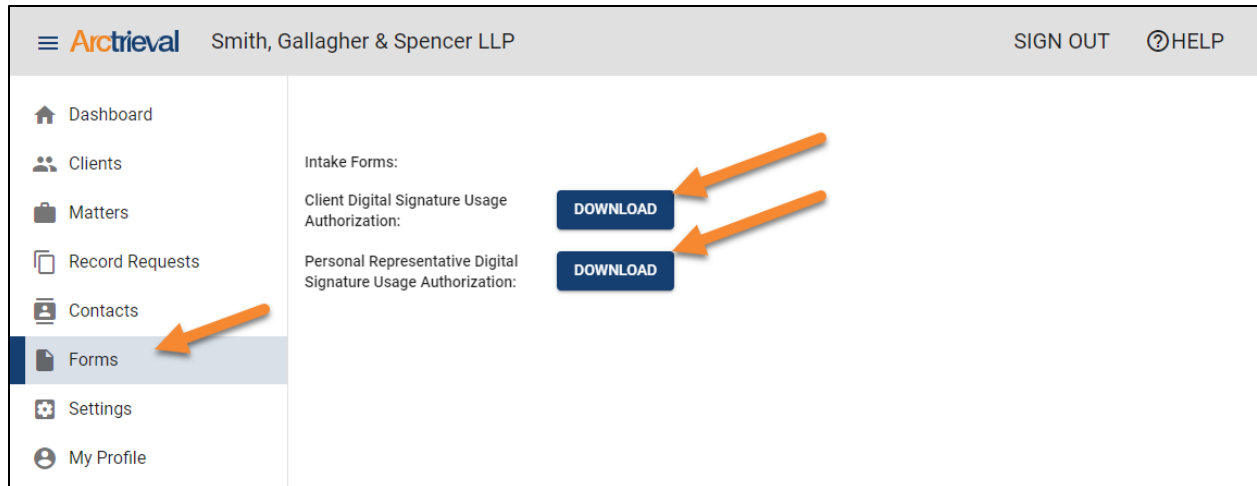 Arctrieval Smith, Gallagher & Spencer LLP SIGN OUT HELP
Dashboard
Clients
Matters
Record Requests
Contacts
Forms
Settings
My Profile
Intake Forms:
Client Digital Signature Usage
Authorization:
DOWNLOAD
Personal Representative Digital
Signature Usage Authorization:
DOWNLOAD